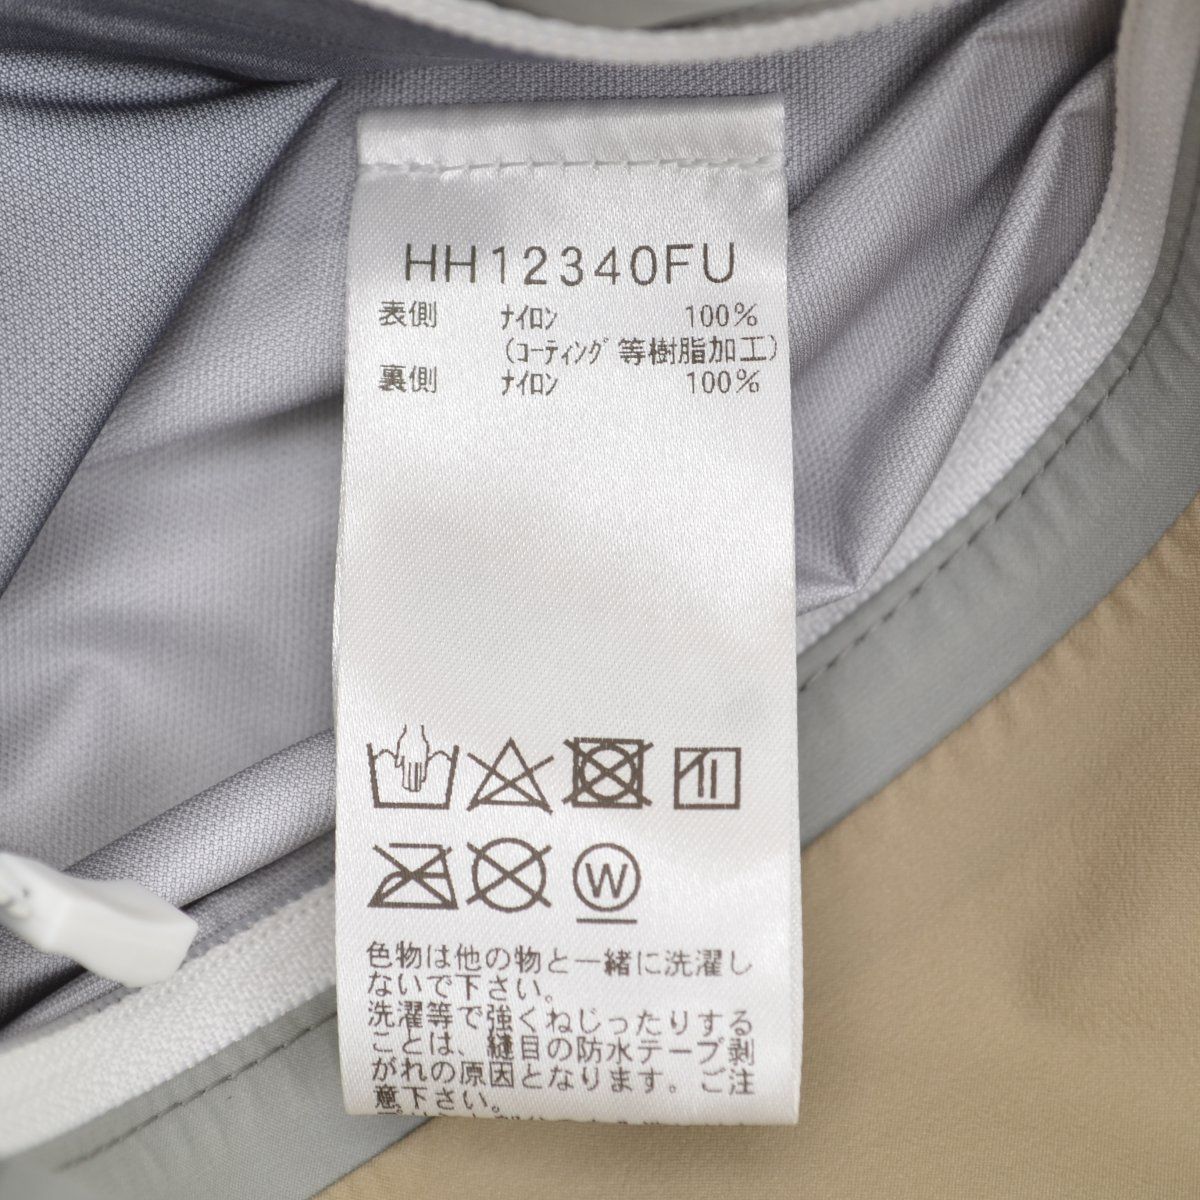 HH12340FU
表側 ﾅｲﾛﾝ 100%
(ｺｰﾃｨﾝｸﾞ等樹脂加工)
裏側 ﾅｲﾛﾝ 100%
W
色物は他の物と一緒に洗濯し
ないで下さい。
洗濯等で強くねじったりする
ことは、縫目の防水テープ剥
がれの原因となります。ご注
意下さい。